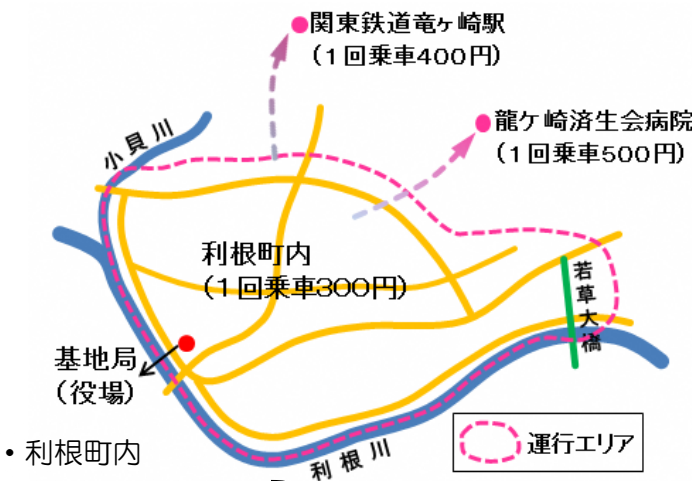 関東鉄道竜ヶ崎駅
(1回乗車400円)
小貝川
龍ケ崎済生会病院
(1回乗車500円)
利根町内
(1回乗車300円)
若草大橋
基地局
(役場)
運行エリア
・利根町内
利根川